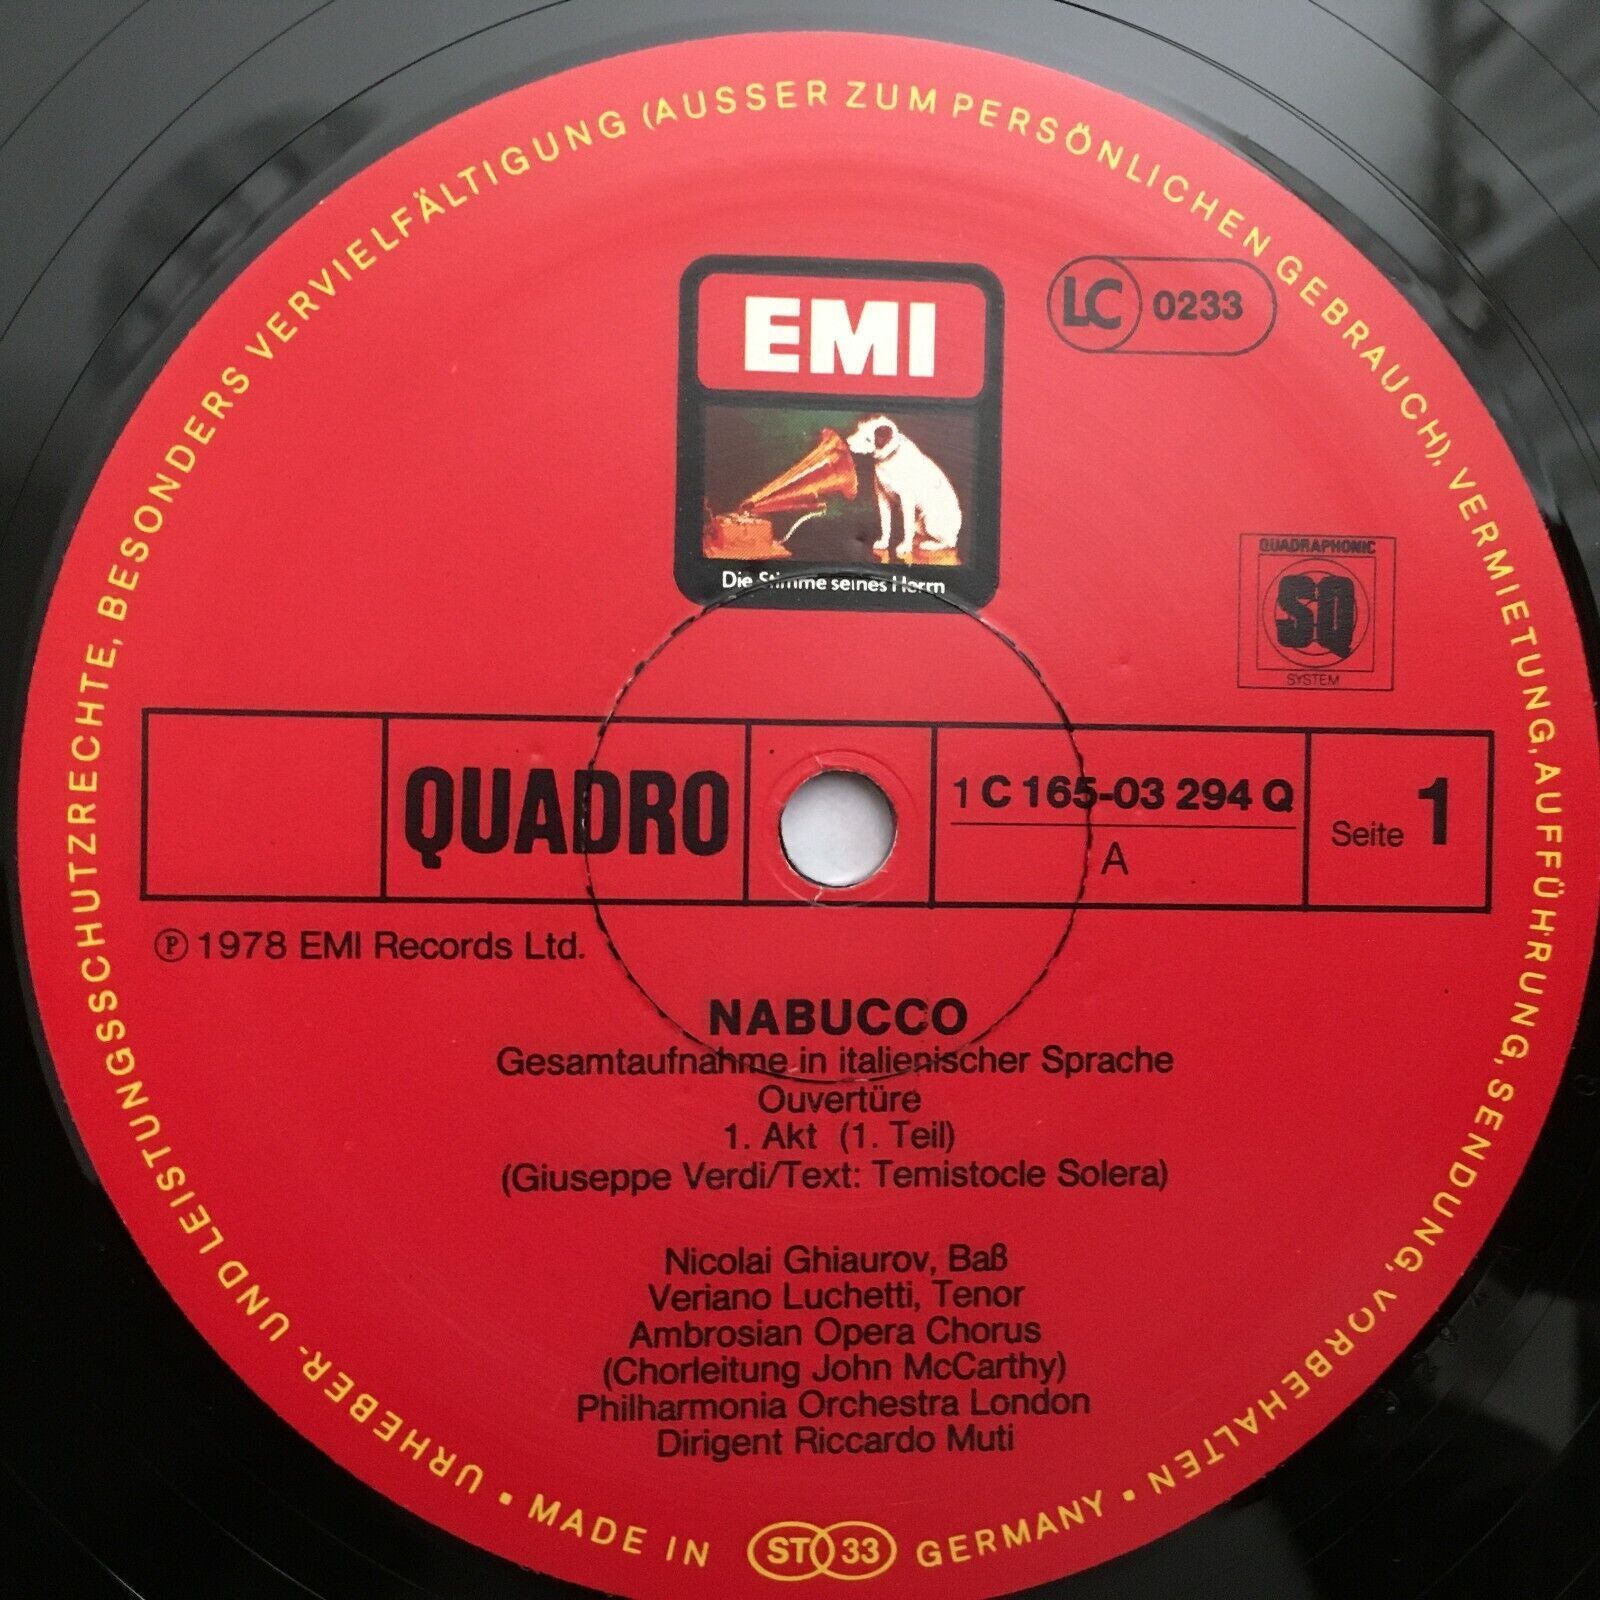 URHEBER- UND LEISTUNGSSCHUTZRECHTE, BESONDERS VERVIELFÄLTIGUNG (AUSSER ZUM PERSÖNLICHEN GEBRAUCH), VERMIETUNG, AUFFÜHRUNG, SENDUNG, VORBEHALTEN •
EMI
LC 0233
Die Stimme seines Herrn
QUADRAPHONIC
SQ
SYSTEM
QUADRO
1 C 165-03 294 Q
A
Seite 1
℗ 1978 EMI Records Ltd.
NABUCCO
Gesamtaufnahme in italienischer Sprache
Ouvertüre
1. Akt (1. Teil)
(Giuseppe Verdi/Text: Temistocle Solera)
Nicolai Ghiaurov, Baß
Veriano Luchetti, Tenor
Ambrosian Opera Chorus
(Chorleitung John McCarthy)
Philharmonia Orchestra London
Dirigent Riccardo Muti
• MADE IN ST 33 GERMANY